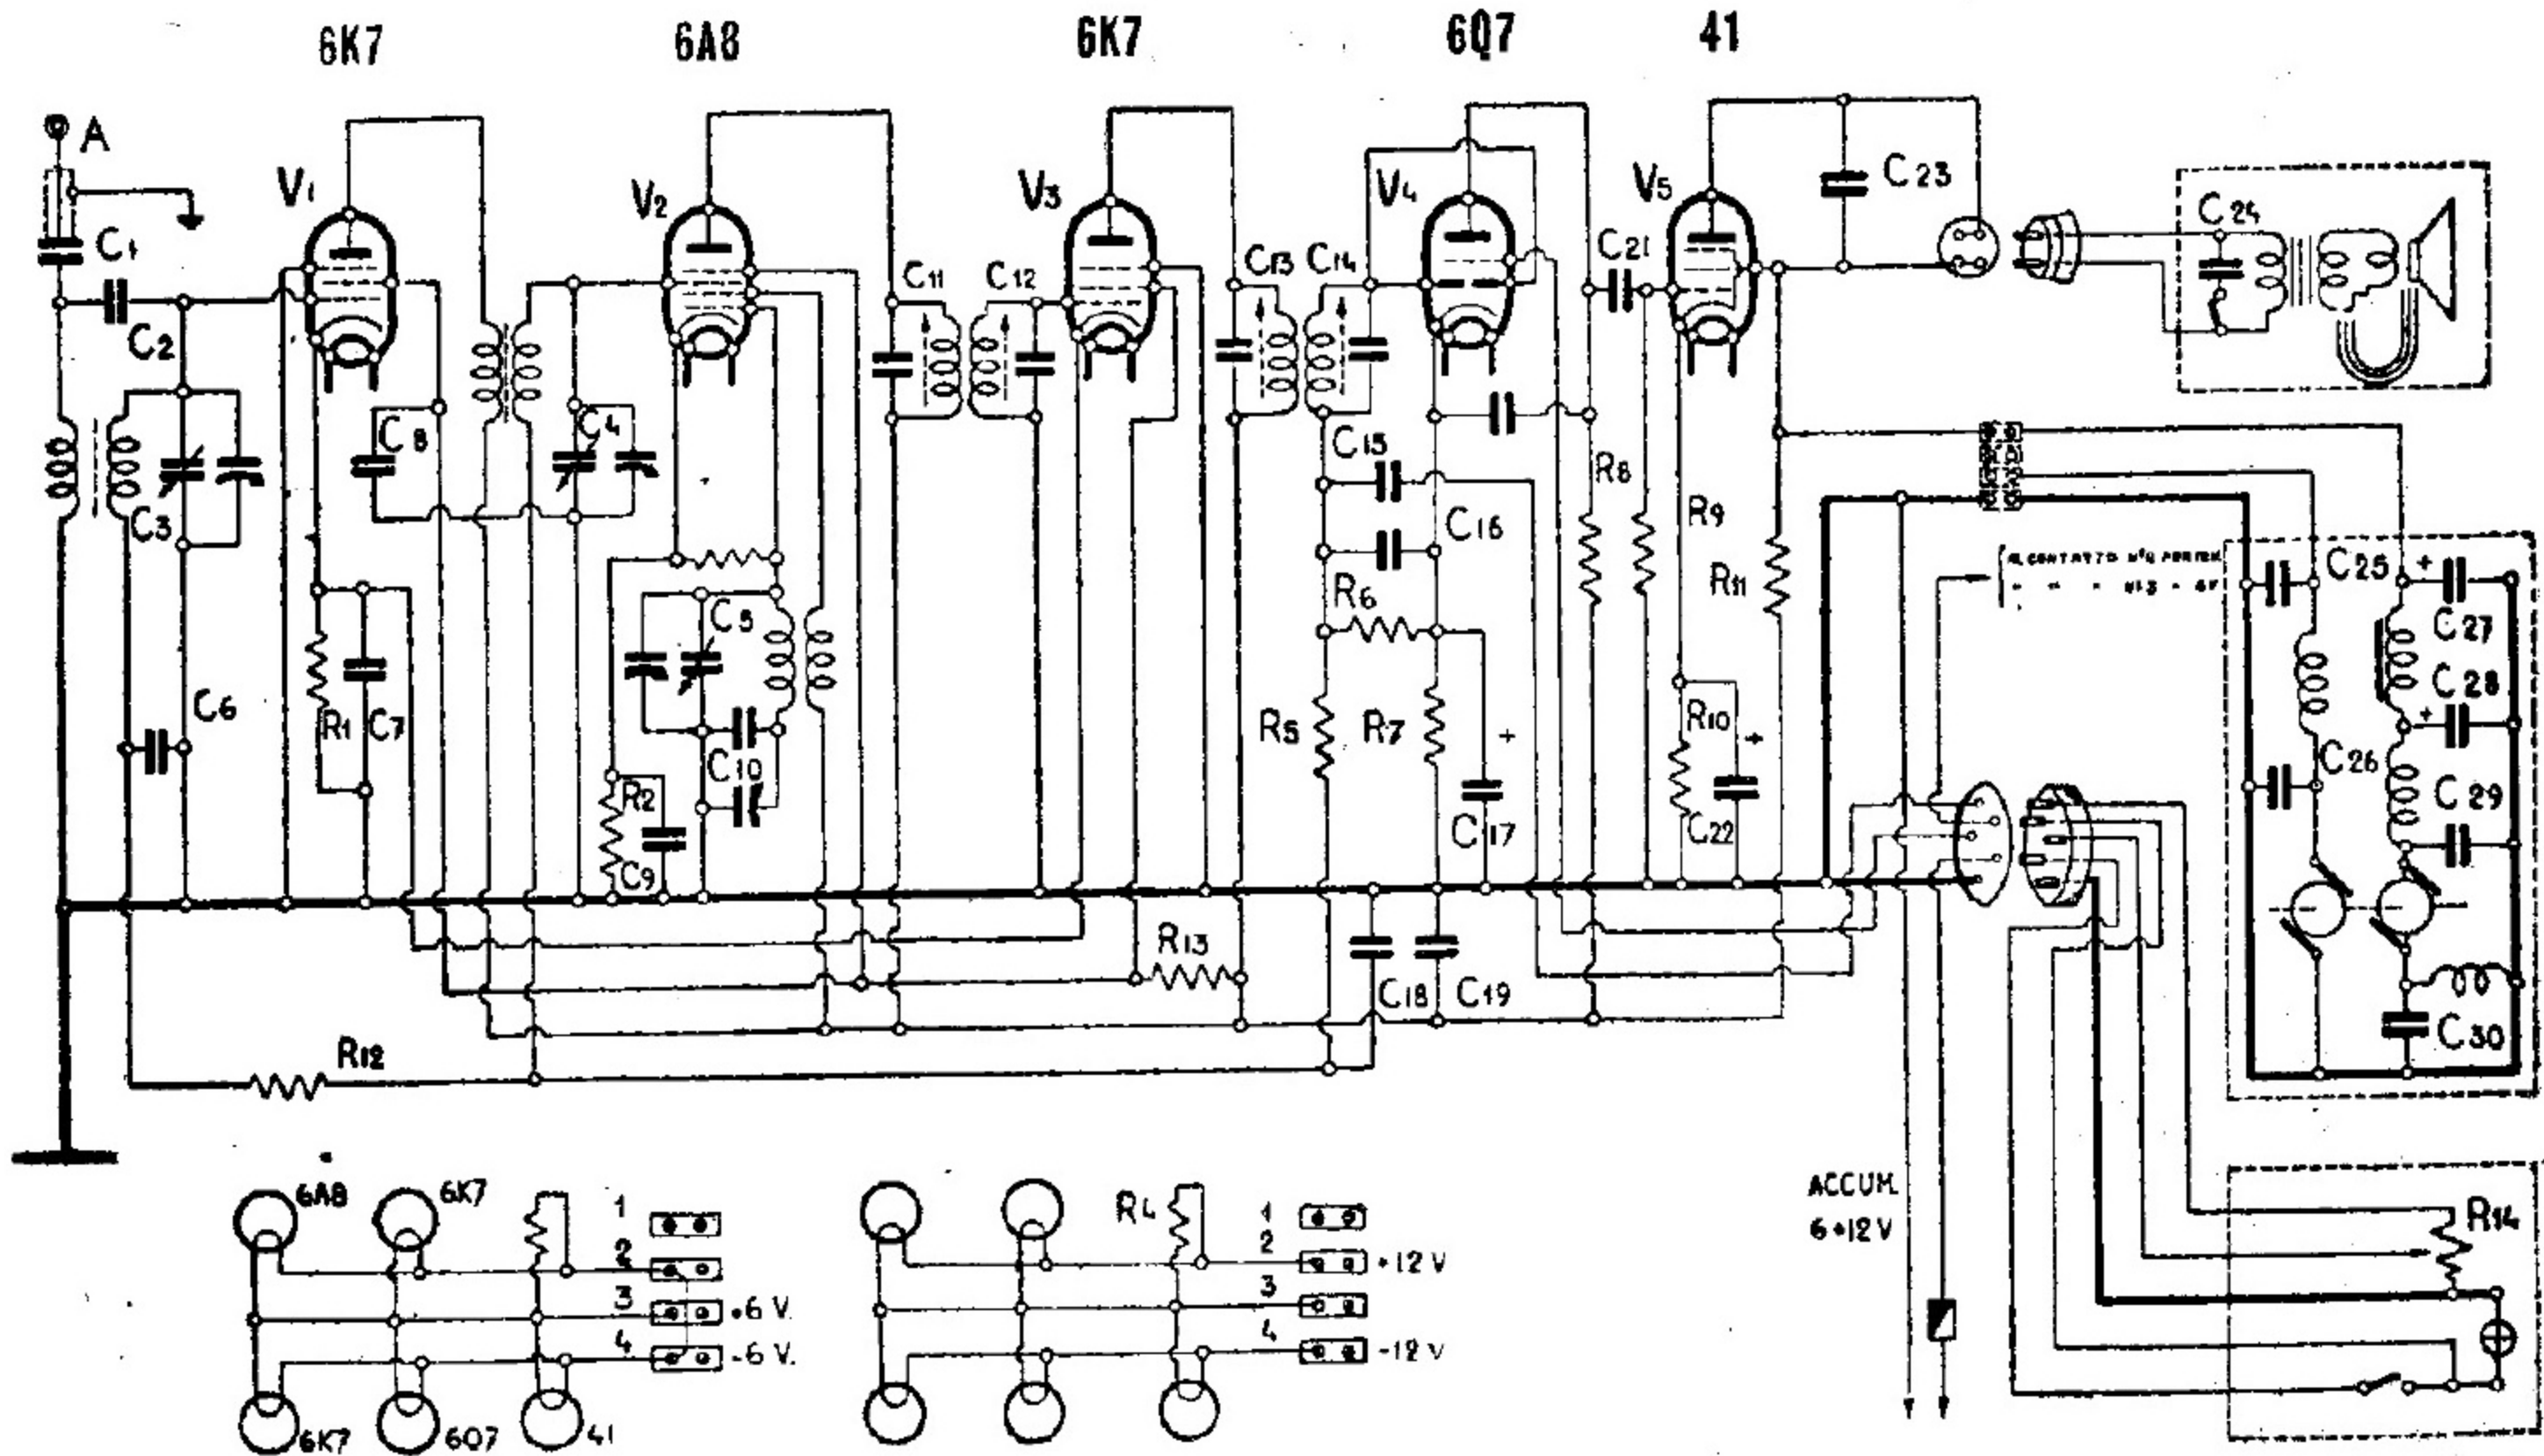 6K7 6A8 6K7 6Q7 41
A
V1 V2 V3 V4 V5
C1
C2
C3
C6
R1
C7
C8
C4
C5
C10
R2
C9
C11
C12
C13
C14
C15
C16
R6
R5
R7
+
C17
C18
C19
R13
R12
C21
R8
R9
R10
+
C22
R11
C23
C24
C25
+
C27
C28
+
C26
C29
C30
ACCUM.
6÷12V
R14
6A8
6K7
1
2
3
+6 V.
4
-6 V.
6K7
6Q7
41
R4
1
2
+12 V
3
4
-12 V